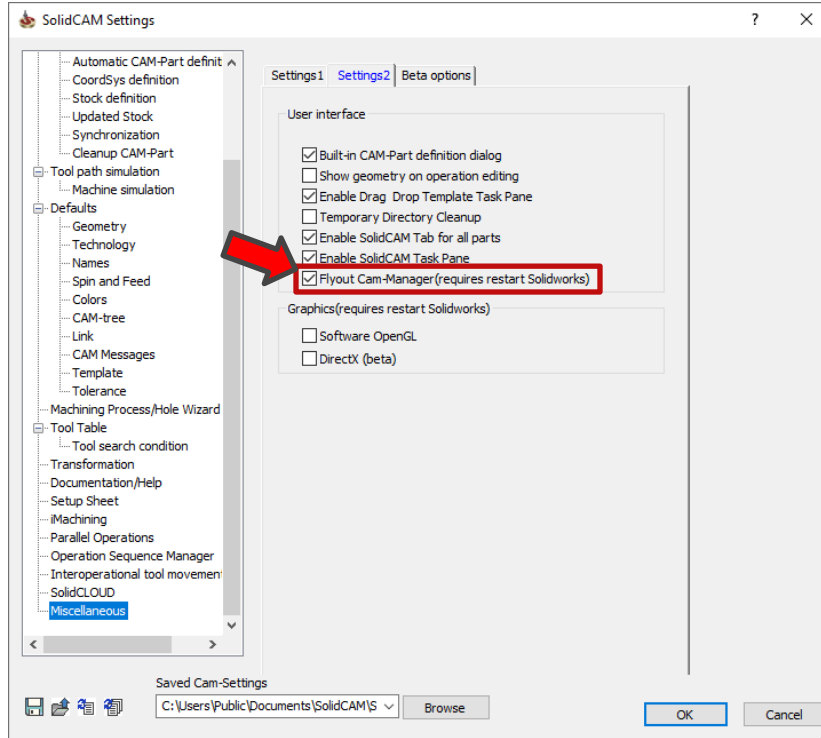 SolidCAM Settings
?
Automatic CAM-Part definit
CoordSys definition
Stock definition
Updated Stock
Synchronization
Cleanup CAM-Part
Tool path simulation
Machine simulation
Defaults
Geometry
Technology
Names
Spin and Feed
Colors
CAM-tree
Link
CAM Messages
Template
Tolerance
Machining Process/Hole Wizard
Tool Table
Tool search condition
Transformation
Documentation/Help
Setup Sheet
iMachining
Parallel Operations
Operation Sequence Manager
Interoperational tool movemen
SolidCLOUD
Miscellaneous
Settings1 Settings2 Beta options
User interface
Built-in CAM-Part definition dialog
Show geometry on operation editing
Enable Drag Drop Template Task Pane
Temporary Directory Cleanup
Enable SolidCAM Tab for all parts
Enable SolidCAM Task Pane
Flyout Cam-Manager(requires restart Solidworks)
Graphics(requires restart Solidworks)
Software OpenGL
DirectX (beta)
Saved Cam-Settings
C:\Users\Public\Documents\SolidCAM\S
Browse
OK
Cancel